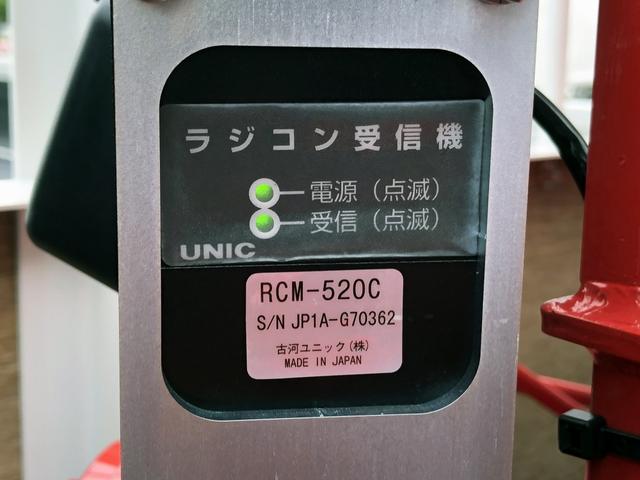 ラジコン受信機
電源（点滅）
受信（点滅）
UNIC
RCM-520C
S/N JP1A-G70362
古河ユニック(株)
MADE IN JAPAN